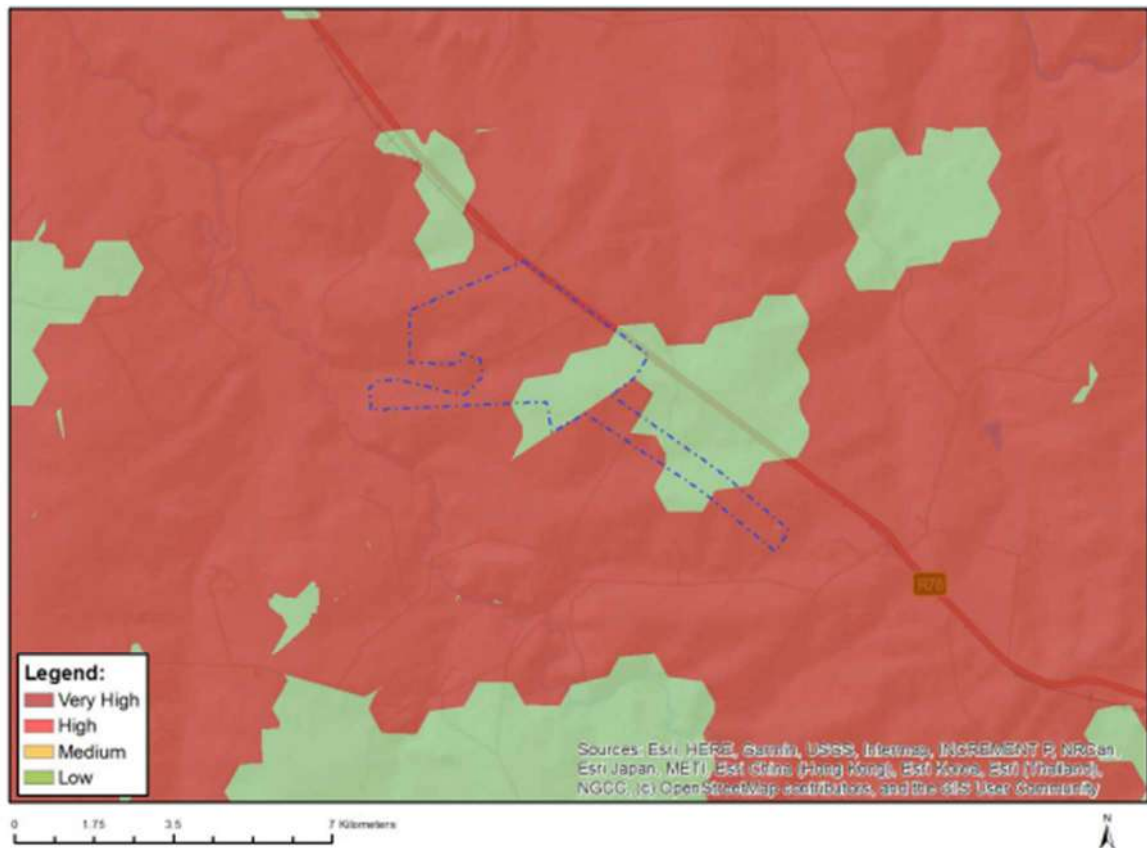 R76
Legend:
Very High
High
Medium
Low
Sources: Esri, HERE, Garmin, USGS, Intermap, INCREMENT P, NRCan,
Esri Japan, METI, Esri China (Hong Kong), Esri Korea, Esri (Thailand),
NGCC, (c) OpenStreetMap contributors, and the GIS User Community
0 1.75 3.5 7 Kilometers
N